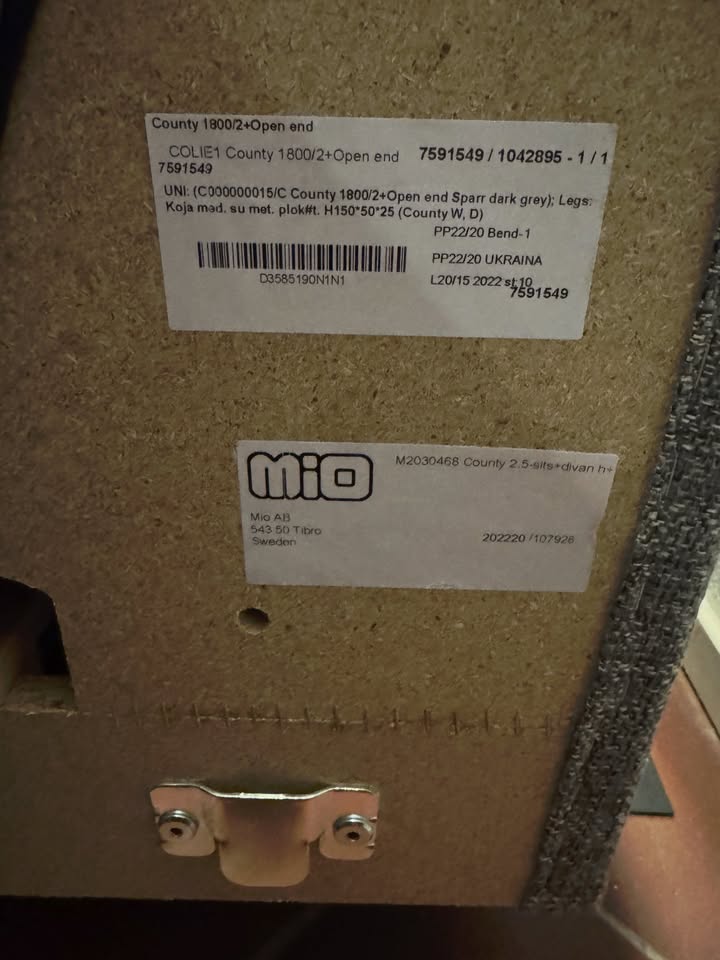 County 1800/2+Open end
COLIE1 County 1800/2+Open end 7591549 / 1042895 - 1 / 1
7591549
UNI: (C000000015/C County 1800/2+Open end Sparr dark grey); Legs:
Koja mad. su met. plok#t. H150*50*25 (County W, D)
PP22/20 Bend-1
PP22/20 UKRAINA
D3585190N1N1
L20/15 2022 st:10
7591549
MiO
M2030468 County 2.5-sits+divan h+
Mio AB
543 50 Tibro
Sweden
202220 /107928